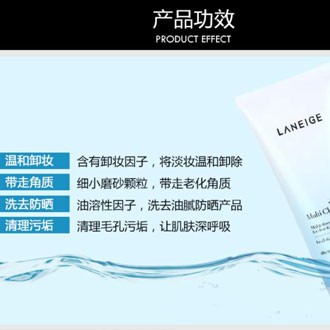 产品功效
PRODUCT EFFECT
LANEIGE
温和卸妆 含有卸妆因子，将淡妆温和卸除
带走角质 细小磨砂颗粒，带走老化角质
洗去防晒 油溶性因子，洗去油腻防晒产品
清理污垢 清理毛孔污垢，让肌肤深呼吸